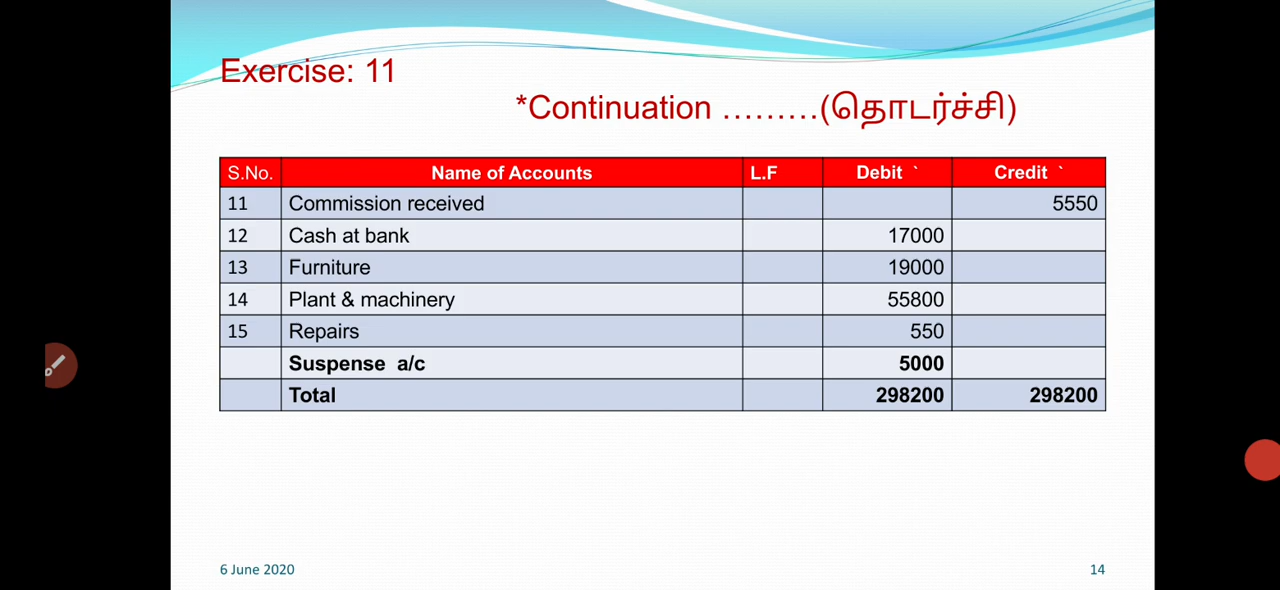 Exercise: 11
*Continuation ………(தொடர்ச்சி)
S.No. Name of Accounts L.F Debit ` Credit `
11 Commission received 5550
12 Cash at bank 17000
13 Furniture 19000
14 Plant & machinery 55800
15 Repairs 550
Suspense a/c 5000
Total 298200 298200
6 June 2020 14